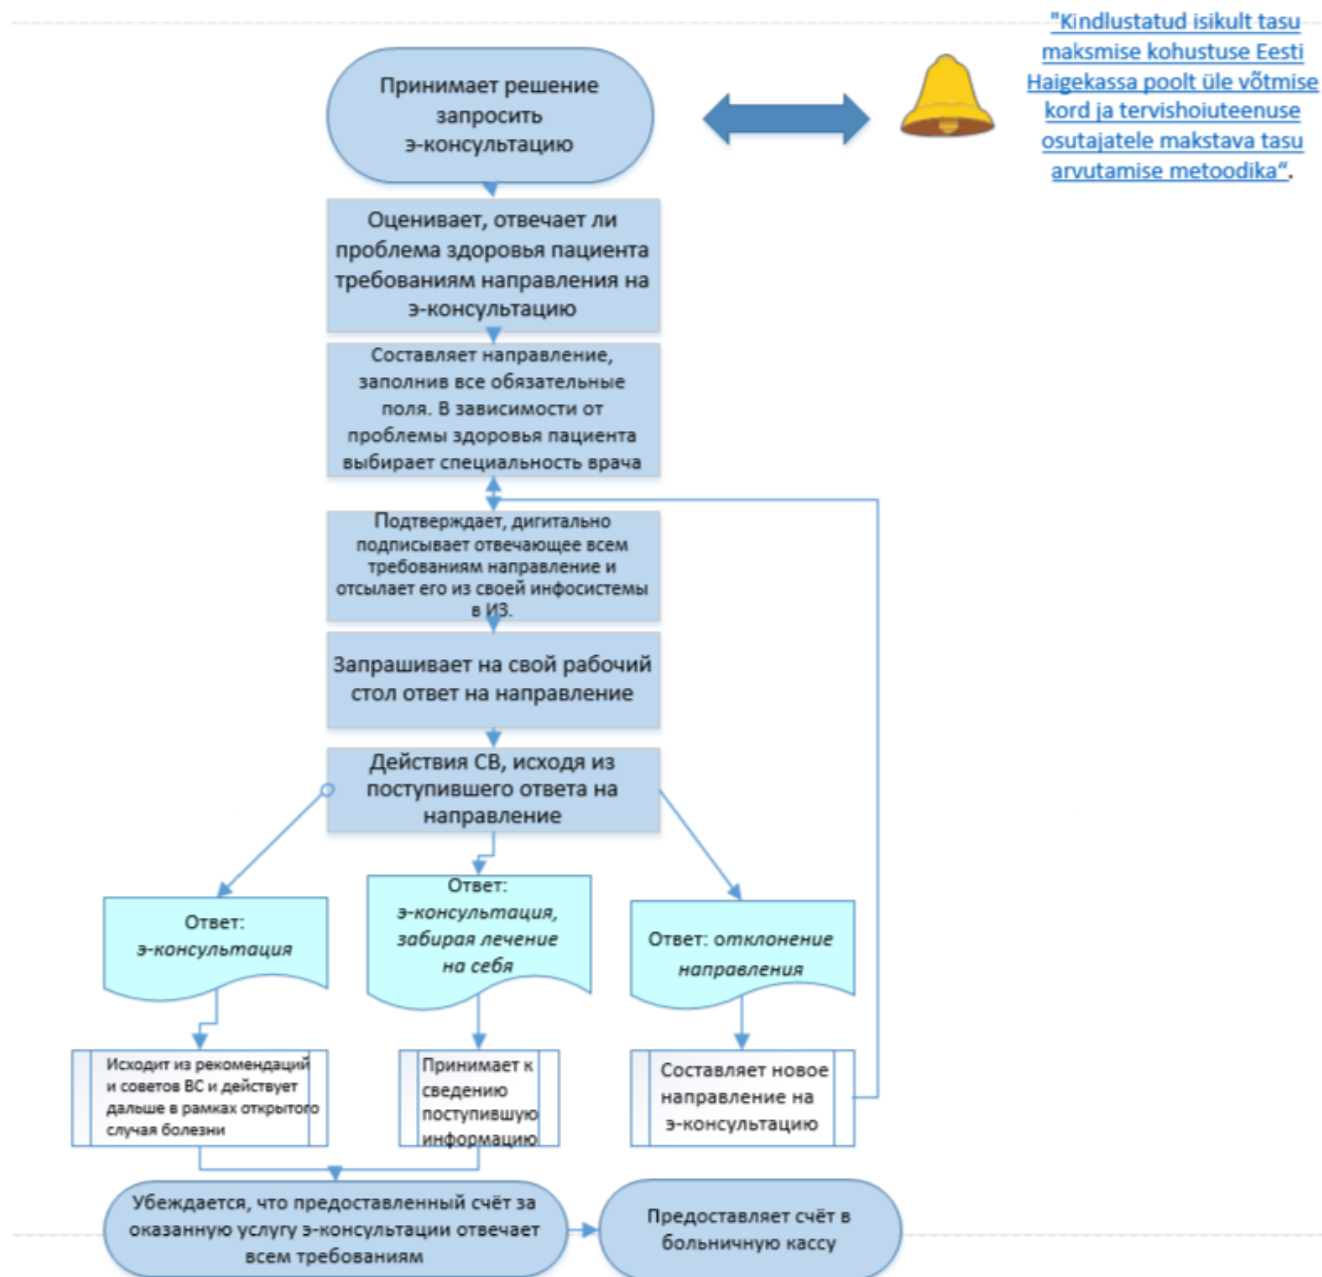 "Kindlustatud isikult tasu
maksmise kohustuse Eesti
Haigekassa poolt üle võtmise
kord ja tervishoiuteenuse
osutajatele makstava tasu
arvutamise metoodika“.
Принимает решение
запросить
э-консультацию
Оценивает, отвечает ли
проблема здоровья пациента
требованиям направления на
э-консультацию
Составляет направление,
заполнив все обязательные
поля. В зависимости от
проблемы здоровья пациента
выбирает специальность врача
Подтверждает, дигитально
подписывает отвечающее всем
требованиям направление и
отсылает его из своей инфосистемы
в ИЗ.
Запрашивает на свой рабочий
стол ответ на направление
Действия СВ, исходя из
поступившего ответа на
направление
Ответ:
э-консультация
Ответ:
э-консультация,
забирая лечение
на себя
Ответ: отклонение
направления
Исходит из рекомендаций
и советов ВС и действует
дальше в рамках открытого
случая болезни
Принимает к
сведению
поступившую
информацию
Составляет новое
направление на
э-консультацию
Убеждается, что предоставленный счёт за
оказанную услугу э-консультации отвечает
всем требованиям
Предоставляет счёт в
больничную кассу